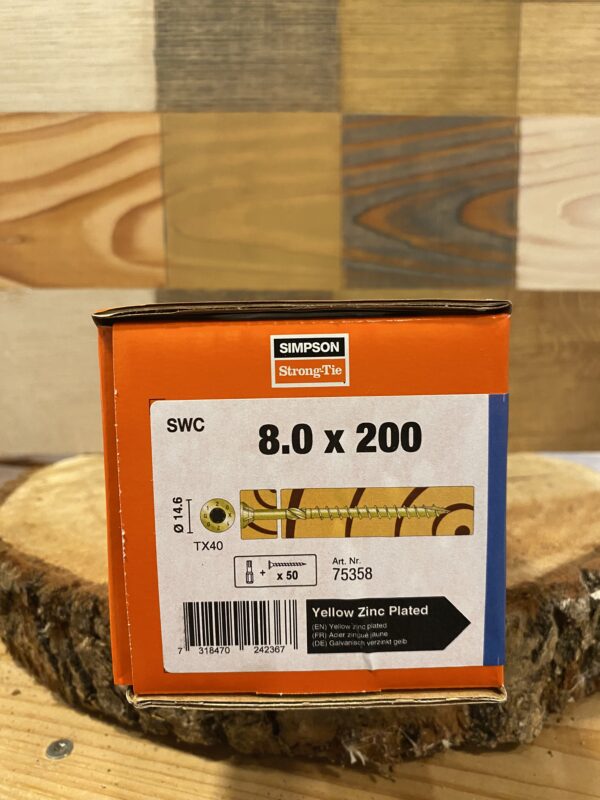 SIMPSON
Strong-Tie
SWC
8.0 x 200
Ø 14.6
TX40
+ x 50
Art. Nr.
75358
Yellow Zinc Plated
(EN) Yellow zinc plated
(FR) Acier zingué jaune
(DE) Galvanisch verzinkt gelb
7 318470 242367